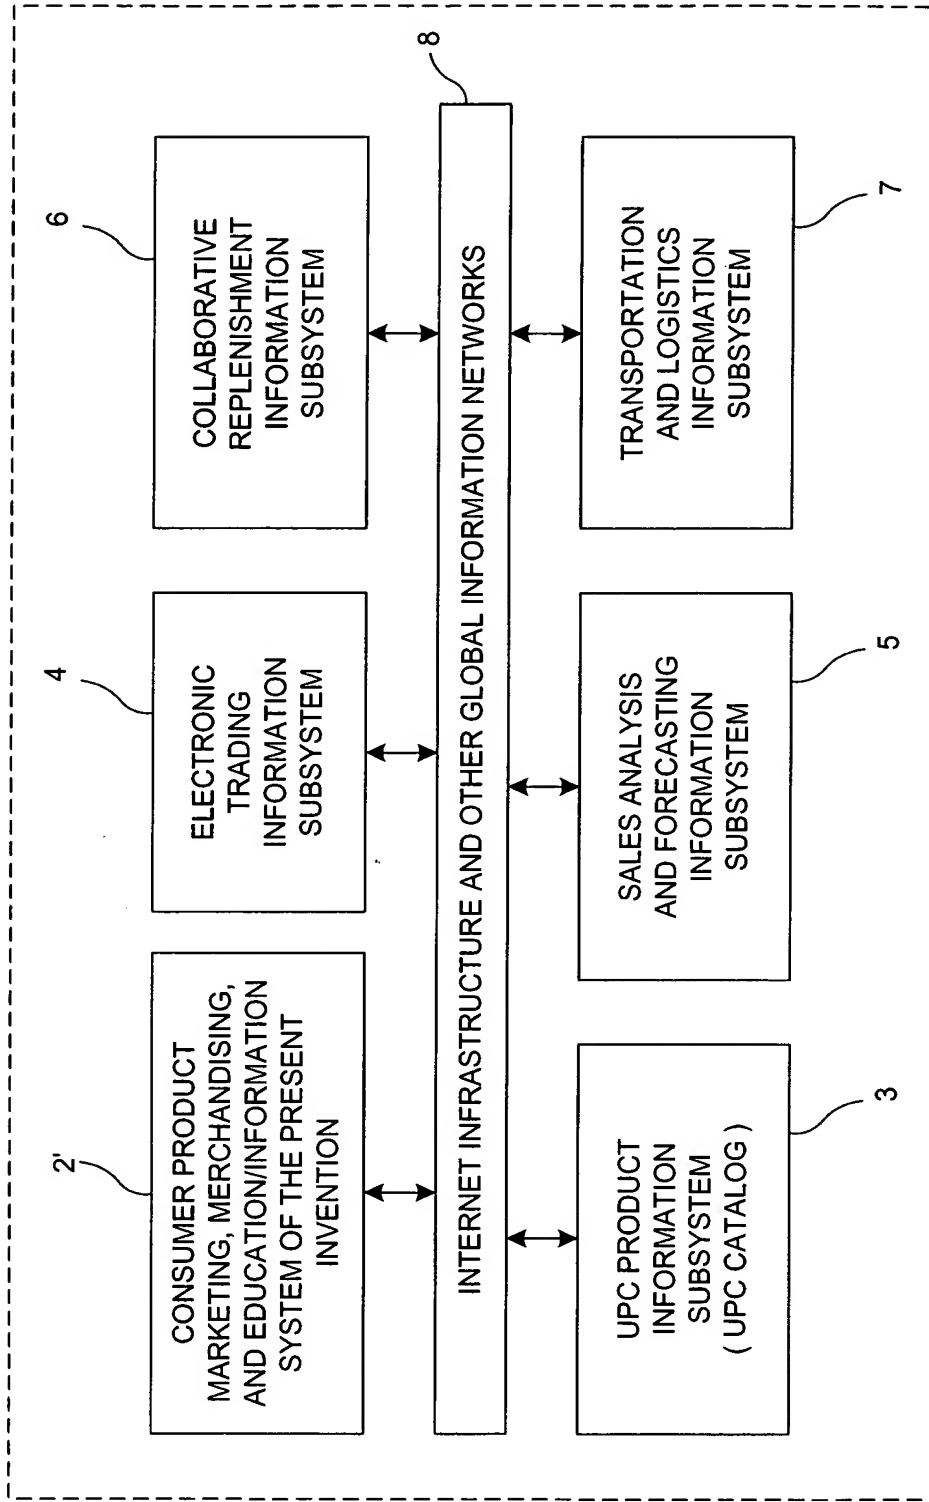 2'
CONSUMER PRODUCT
MARKETING, MERCHANDISING,
AND EDUCATION/INFORMATION
SYSTEM OF THE PRESENT
INVENTION
4
ELECTRONIC
TRADING
INFORMATION
SUBSYSTEM
6
COLLABORATIVE
REPLENISHMENT
INFORMATION
SUBSYSTEM
INTERNET INFRASTRUCTURE AND OTHER GLOBAL INFORMATION NETWORKS
8
UPC PRODUCT
INFORMATION
SUBSYSTEM
( UPC CATALOG )
3
SALES ANALYSIS
AND FORECASTING
INFORMATION
SUBSYSTEM
5
TRANSPORTATION
AND LOGISTICS
INFORMATION
SUBSYSTEM
7